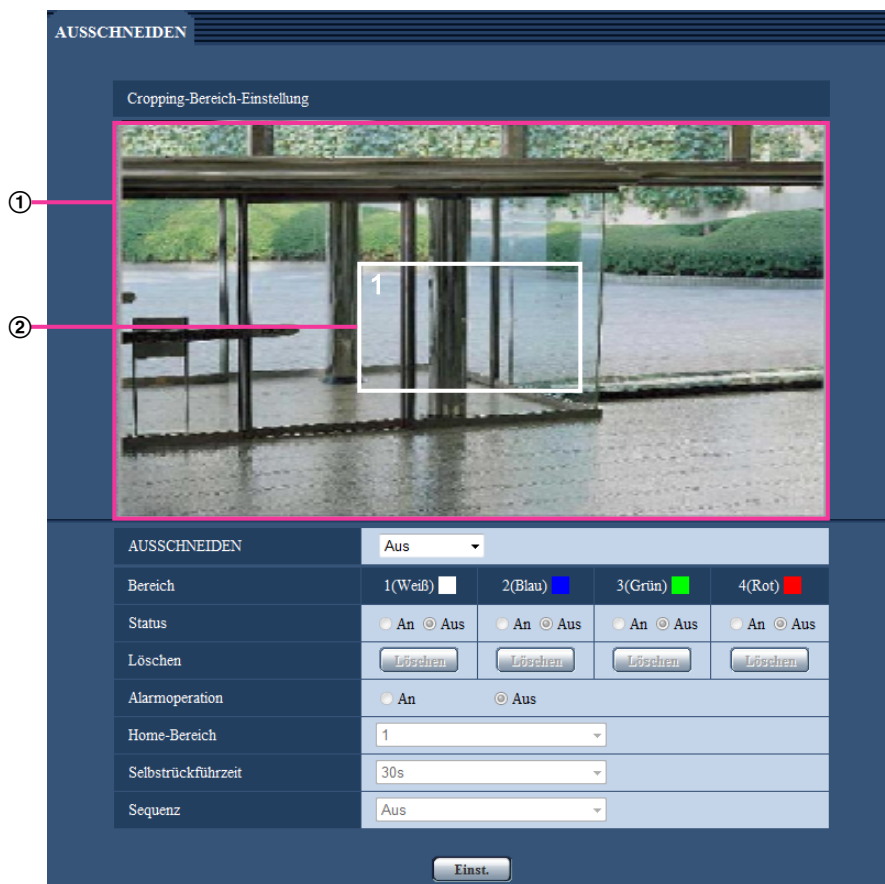 AUSSCHNEIDEN
Cropping-Bereich-Einstellung
①
②
1
AUSSCHNEIDEN Aus
Bereich 1(Weiß) 2(Blau) 3(Grün) 4(Rot)
Status An Aus An Aus An Aus An Aus
Löschen Löschen Löschen Löschen Löschen
Alarmoperation An Aus
Home-Bereich 1
Selbstrückführzeit 30s
Sequenz Aus
Einst.